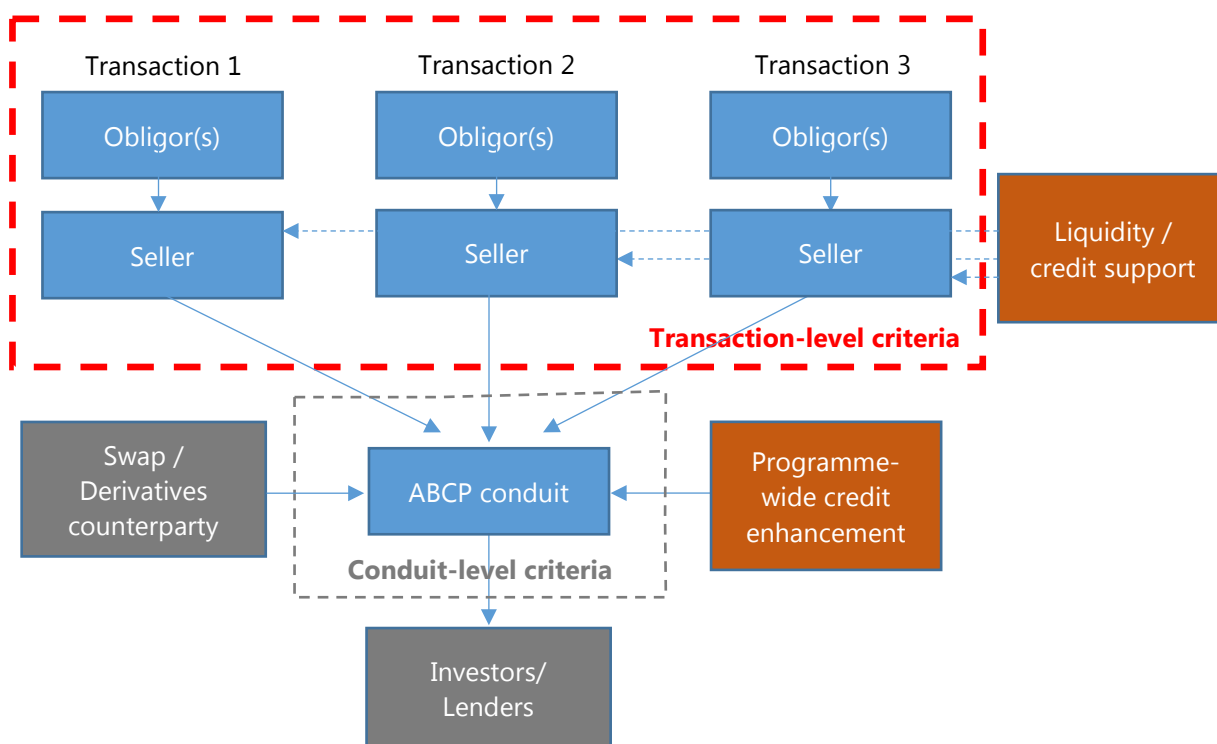 Transaction 1
Transaction 2
Transaction 3
Obligor(s)
Obligor(s)
Obligor(s)
Seller
Seller
Seller
Liquidity /
credit support
Transaction-level criteria
Swap /
Derivatives
counterparty
ABCP conduit
Programme-
wide credit
enhancement
Conduit-level criteria
Investors/
Lenders